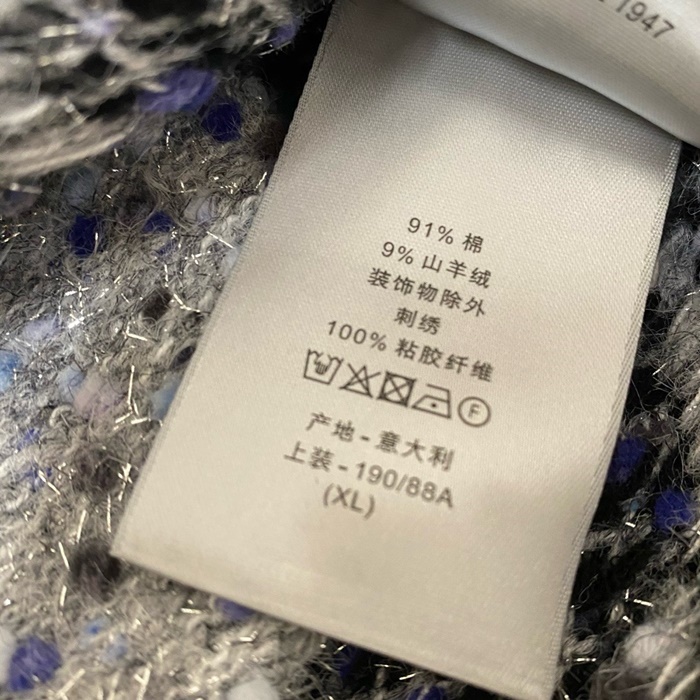 1947
91% 棉
9% 山羊绒
装饰物除外
刺绣
100% 粘胶纤维
F
产地 - 意大利
上装 - 190/88A
(XL)